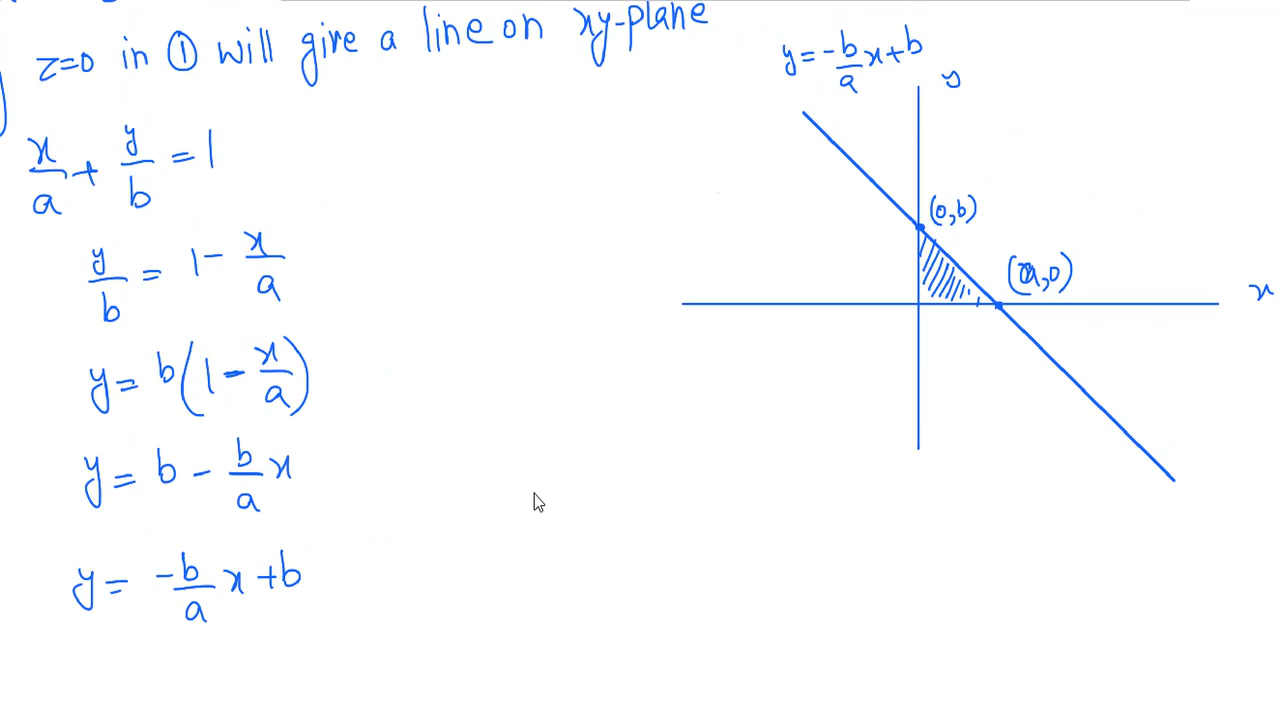 z=0 in ① will give a line on xy-plane
x/a + y/b = 1
y/b = 1 - x/a
y = b(1 - x/a)
y = b - b/a x
y = -b/a x + b
y = -b/a x + b
y
(0,b)
(a,0)
x